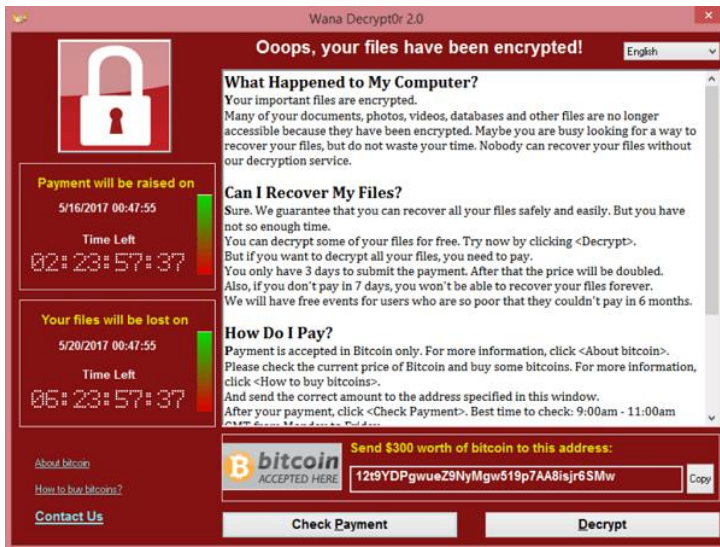 Wana Decrypt0r 2.0
Ooops, your files have been encrypted!
English
What Happened to My Computer?
Your important files are encrypted.
Many of your documents, photos, videos, databases and other files are no longer
accessible because they have been encrypted. Maybe you are busy looking for a way to
recover your files, but do not waste your time. Nobody can recover your files without
our decryption service.
Can I Recover My Files?
Sure. We guarantee that you can recover all your files safely and easily. But you have
not so enough time.
You can decrypt some of your files for free. Try now by clicking <Decrypt>.
But if you want to decrypt all your files, you need to pay.
You only have 3 days to submit the payment. After that the price will be doubled.
Also, if you don't pay in 7 days, you won't be able to recover your files forever.
We will have free events for users who are so poor that they couldn't pay in 6 months.
How Do I Pay?
Payment is accepted in Bitcoin only. For more information, click <About bitcoin>.
Please check the current price of Bitcoin and buy some bitcoins. For more information,
click <How to buy bitcoins>.
And send the correct amount to the address specified in this window.
After your payment, click <Check Payment>. Best time to check: 9:00am - 11:00am
GMT from Monday to Friday.
Payment will be raised on
5/16/2017 00:47:55
Time Left
02:23:57:37
Your files will be lost on
5/20/2017 00:47:55
Time Left
06:23:57:37
About bitcoin
How to buy bitcoins?
Contact Us
bitcoin
ACCEPTED HERE
Send $300 worth of bitcoin to this address:
12t9YDPgwueZ9NyMgw519p7AA8isjr6SMw
Copy
Check Payment
Decrypt